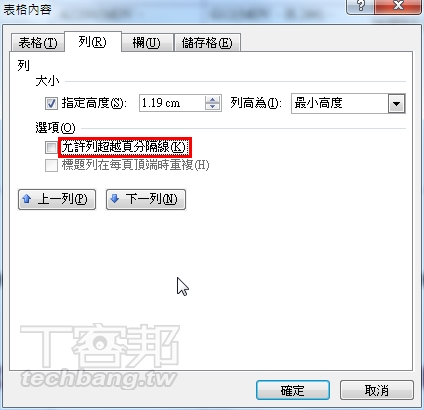 表格內容
表格(T) 列(R) 欄(U) 儲存格(E)
列
大小
指定高度(S): 1.19 cm 列高為(I): 最小高度
選項(O)
允許列超越頁分隔線(K)
標題列在每頁頂端時重複(H)
上一列(P) 下一列(N)
T客邦
techbang.tw
確定 取消